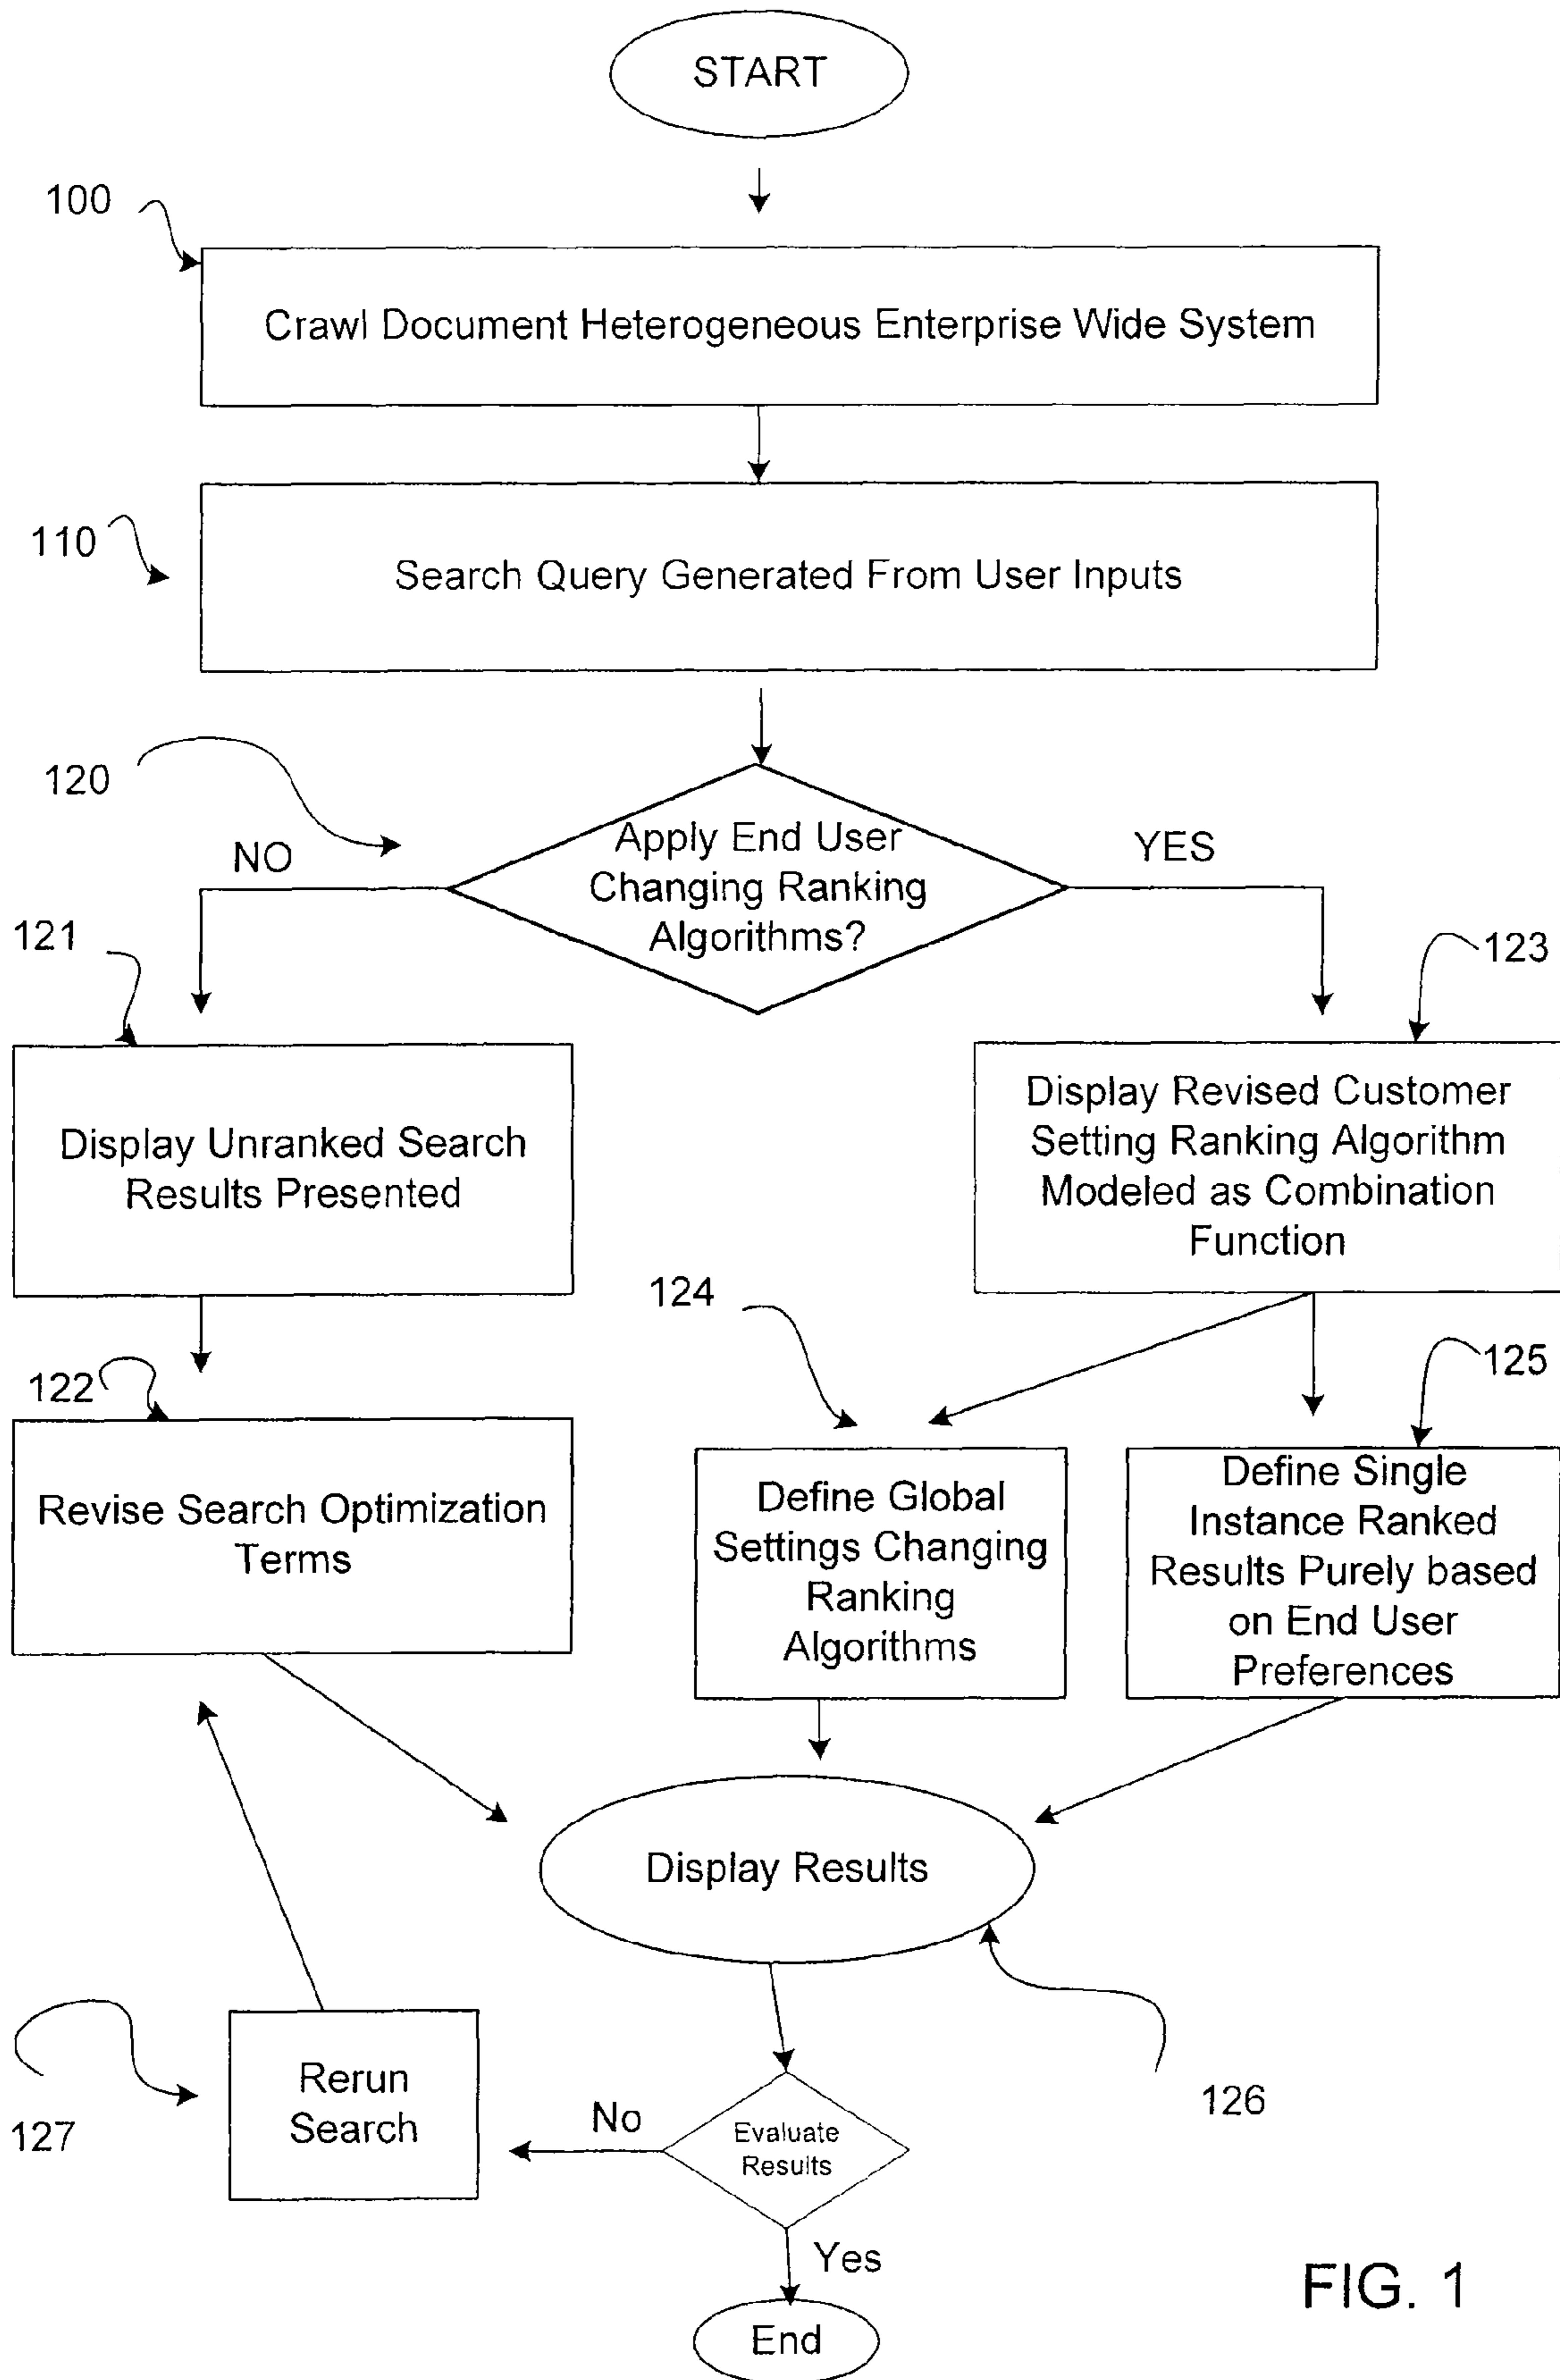 START
100
Crawl Document Heterogeneous Enterprise Wide System
110
Search Query Generated From User Inputs
120
NO
Apply End User
Changing Ranking
Algorithms?
YES
121
123
Display Unranked Search
Results Presented
Display Revised Customer
Setting Ranking Algorithm
Modeled as Combination
Function
124
122
125
Revise Search Optimization
Terms
Define Global
Settings Changing
Ranking
Algorithms
Define Single
Instance Ranked
Results Purely based
on End User
Preferences
Display Results
126
127
Rerun
Search
No
Evaluate
Results
Yes
End
FIG. 1